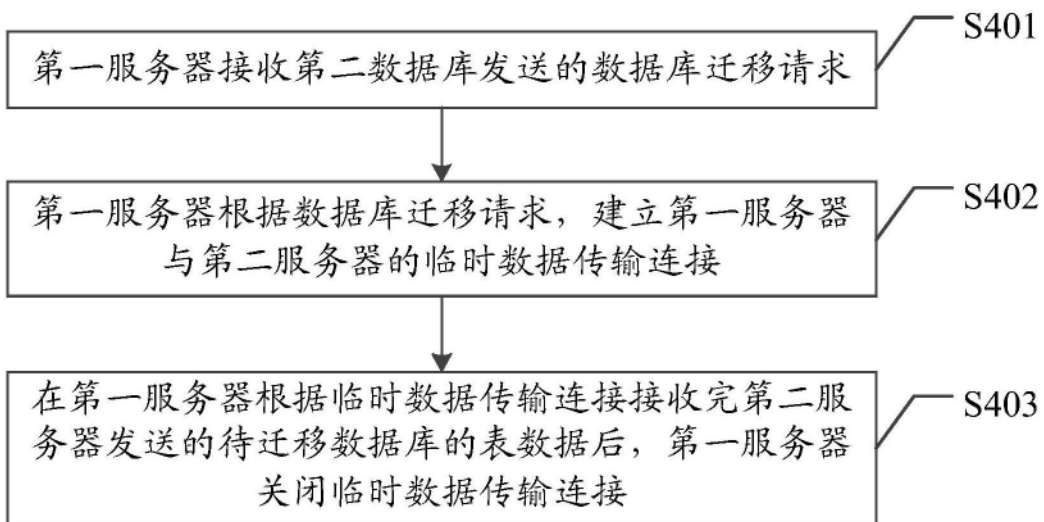 S401
第一服务器接收第二数据库发送的数据库迁移请求
S402
第一服务器根据数据库迁移请求，建立第一服务器
与第二服务器的临时数据传输连接
S403
在第一服务器根据临时数据传输连接接收完第二服
务器发送的待迁移数据库的表数据后，第一服务器
关闭临时数据传输连接